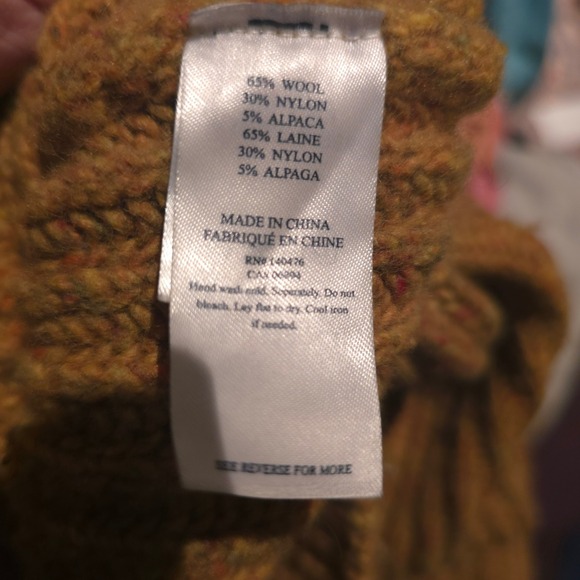 65% WOOL
30% NYLON
5% ALPACA
65% LAINE
30% NYLON
5% ALPAGA
MADE IN CHINA
FABRIQUÉ EN CHINE
RN# 140476
CA# 06094
Hand wash cold. Separately. Do not
bleach. Lay flat to dry. Cool iron
if needed.
SEE REVERSE FOR MORE